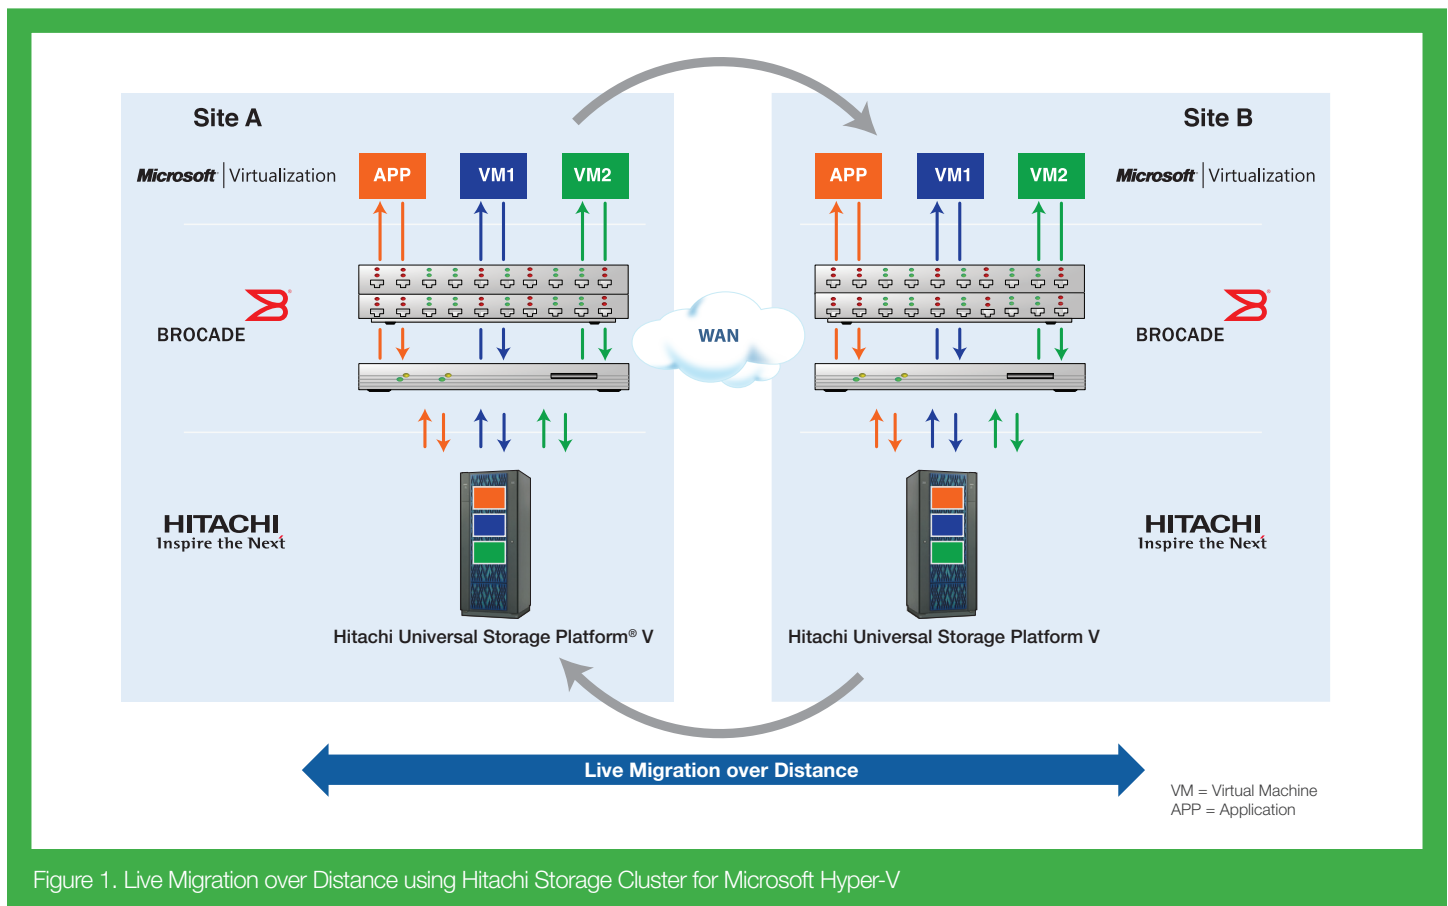 Site A
Microsoft | Virtualization
APP
VM1
VM2
BROCADE
HITACHI
Inspire the Next
Hitachi Universal Storage Platform® V
WAN
Site B
APP
VM1
VM2
Microsoft | Virtualization
BROCADE
HITACHI
Inspire the Next
Hitachi Universal Storage Platform V
Live Migration over Distance
VM = Virtual Machine
APP = Application
Figure 1. Live Migration over Distance using Hitachi Storage Cluster for Microsoft Hyper-V